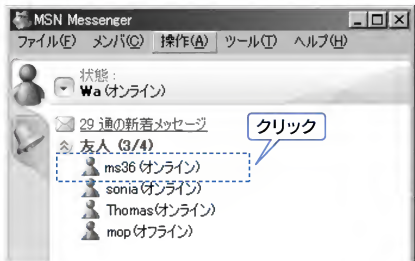 MSN Messenger
ファイル(F) メンバ(C) 操作(A) ツール(T) ヘルプ(H)
状態:
Wa (オンライン)
29 通の新着メッセージ
クリック
友人 (3/4)
ms36 (オンライン)
sonia (オンライン)
Thomas (オンライン)
mop (オフライン)